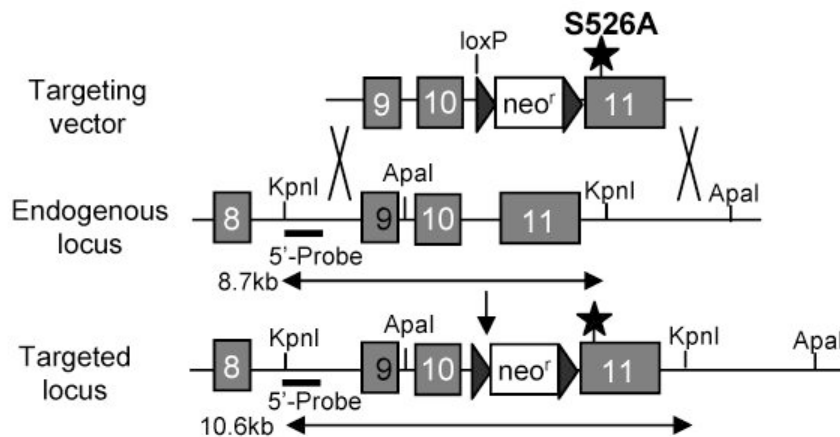 S526A
loxP
Targeting
vector
9
10
neoʳ
11
Endogenous
locus
8
KpnI
9
ApaI
10
11
KpnI
ApaI
5'-Probe
8.7kb
Targeted
locus
8
KpnI
9
ApaI
10
neoʳ
11
KpnI
ApaI
5'-Probe
10.6kb